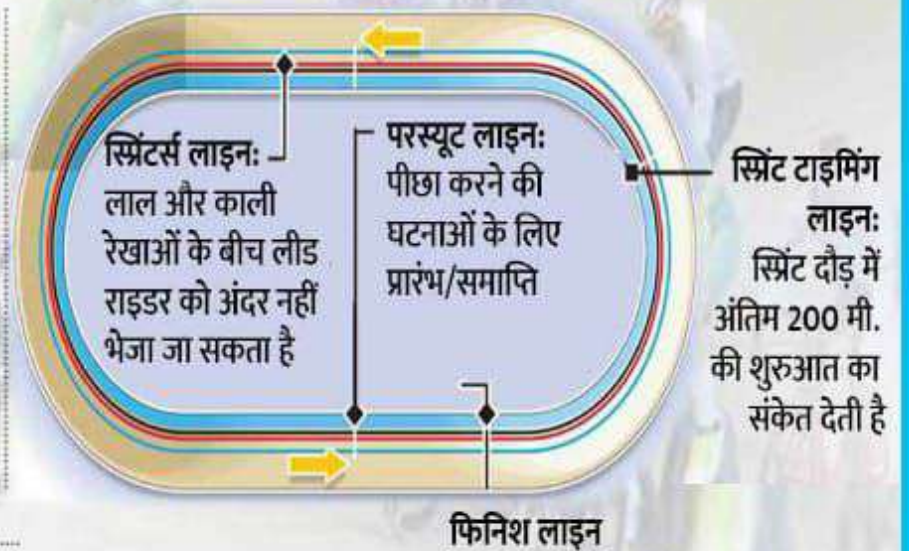 स्प्रिंटर्स लाइन:
लाल और काली
रेखाओं के बीच लीड
राइडर को अंदर नहीं
भेजा जा सकता है
परस्यूट लाइन:
पीछा करने की
घटनाओं के लिए
प्रारंभ/समाप्ति
स्प्रिंट टाइमिंग
लाइन:
स्प्रिंट दौड़ में
अंतिम 200 मी.
की शुरुआत का
संकेत देती है
फिनिश लाइन